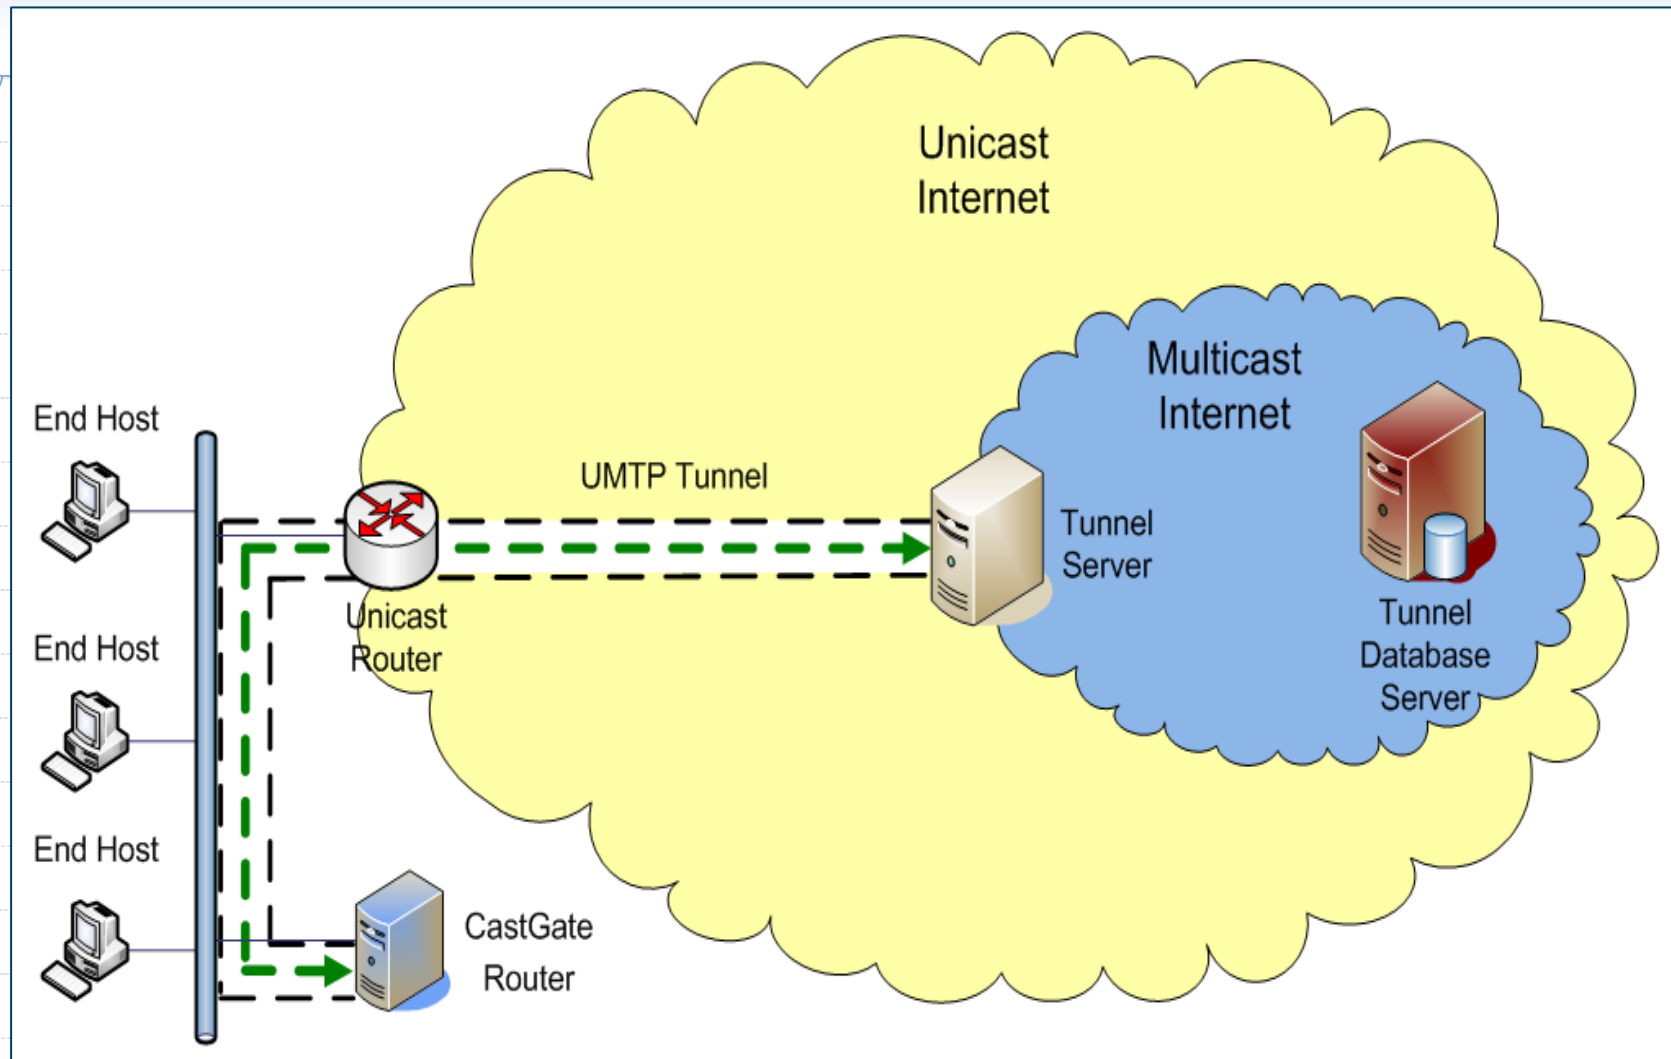 Unicast
Internet
Multicast
Internet
End Host
UMTP Tunnel
Tunnel
Server
Unicast
Router
Tunnel
Database
Server
End Host
End Host
CastGate
Router